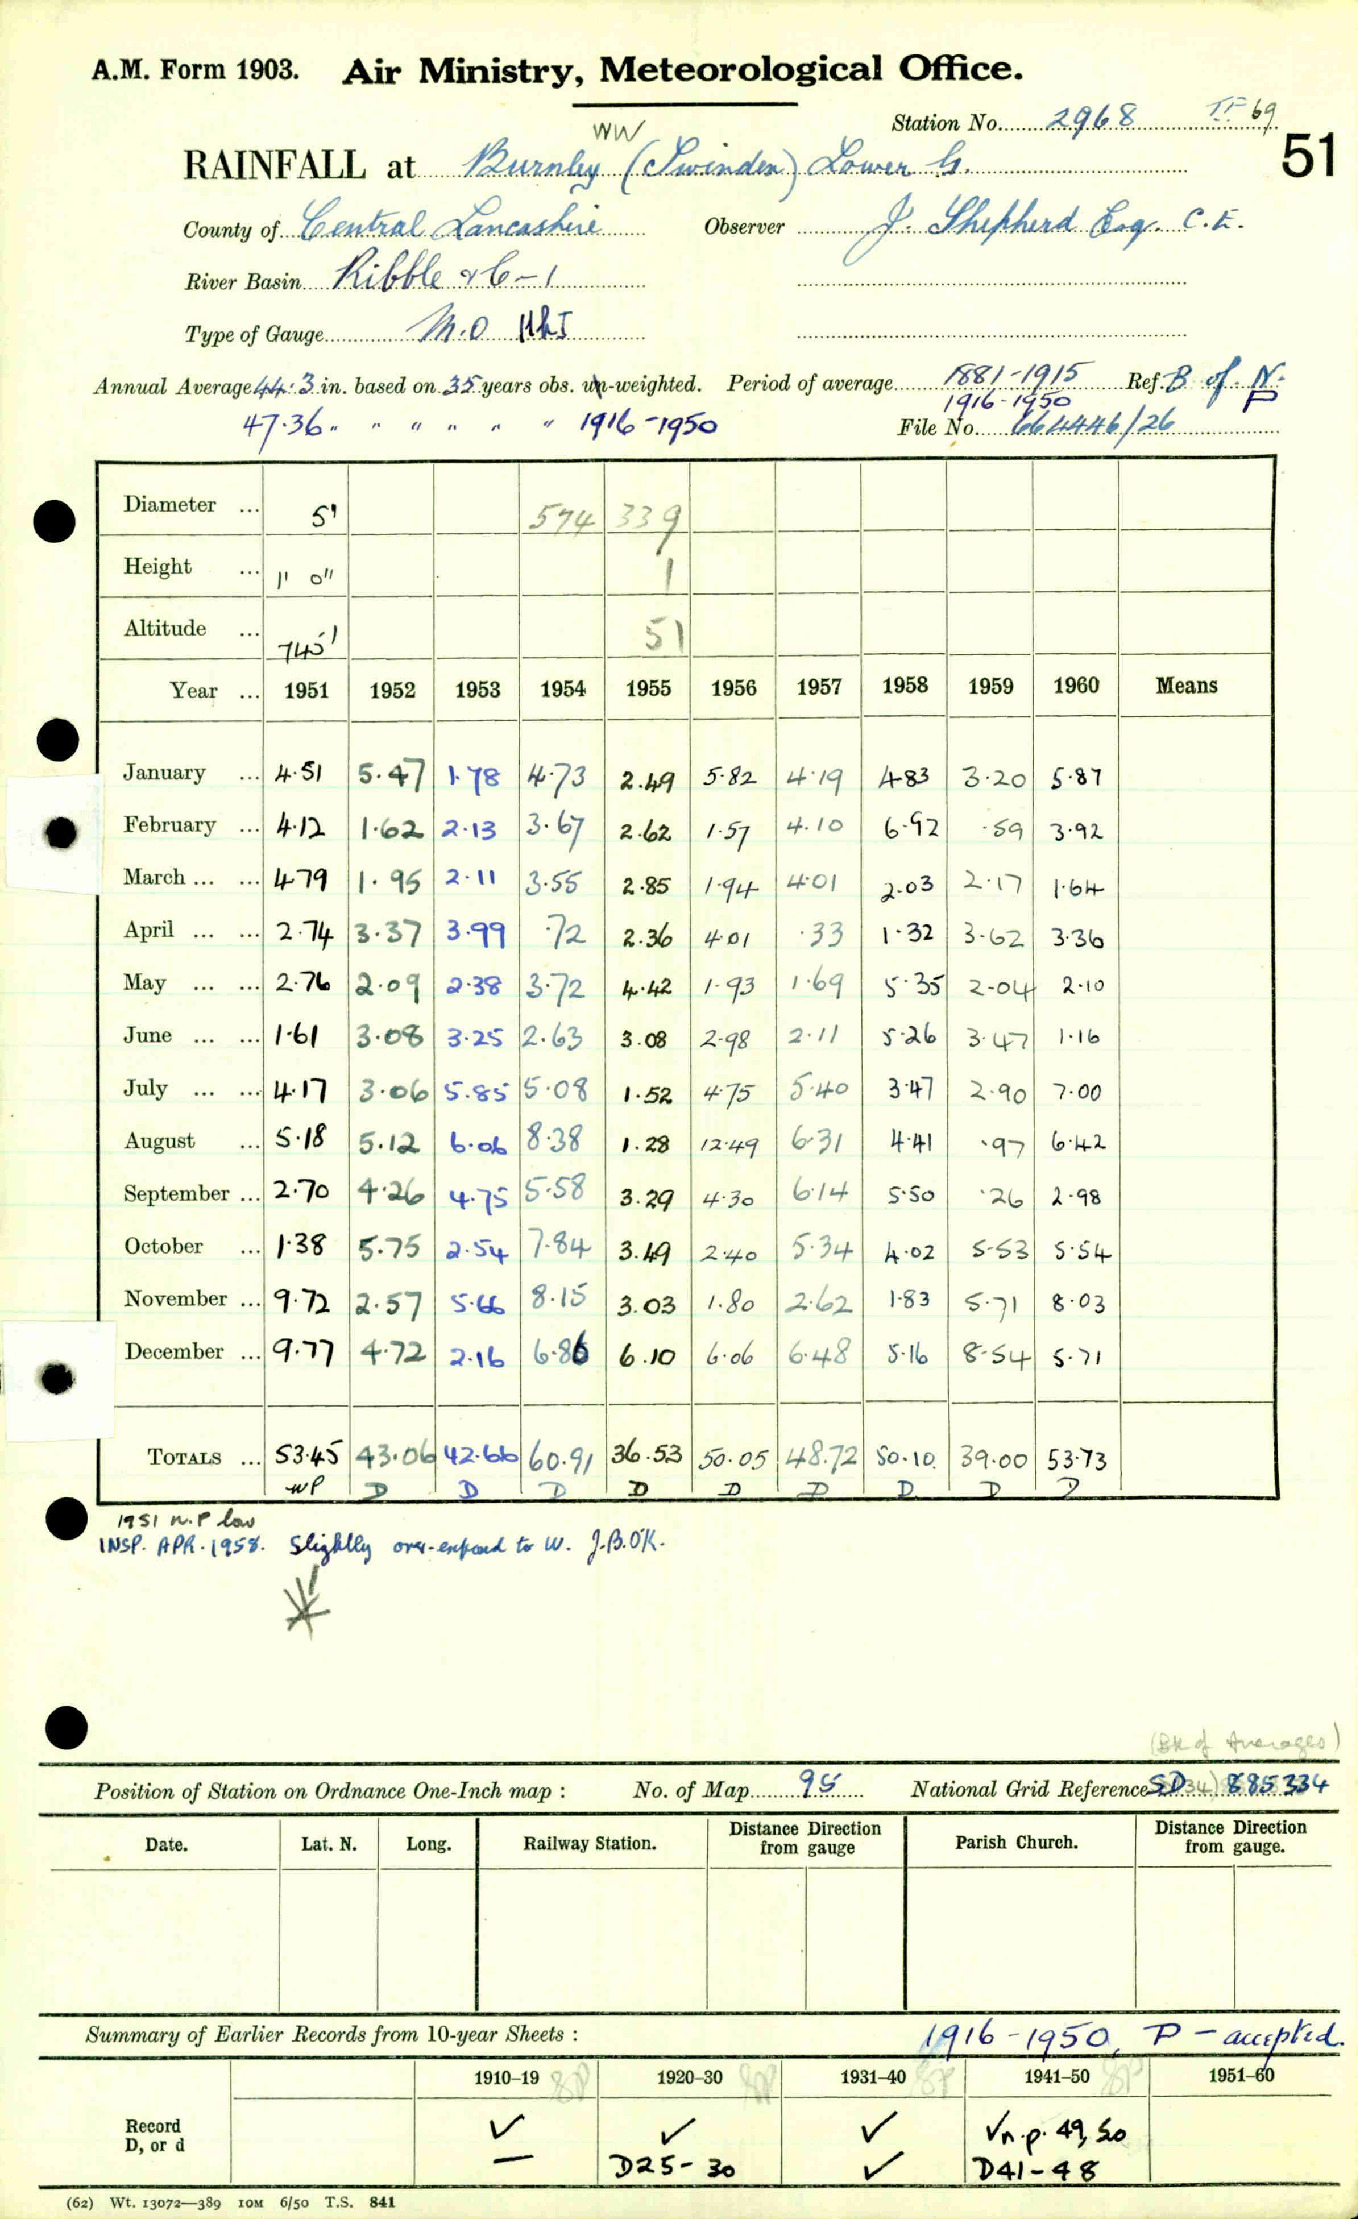 A.M. Form 1903. Air Ministry, Meteorological Office.
Station No. 2968 69
51
WW
RAINFALL at Burnley (Swinden) Lower G.
County of Central Lancashire Observer J. Shepherd Esq. C.E.
River Basin Ribble & C-1
Type of Gauge M.O
Annual Average 44.3 in. based on 35 years obs. un-weighted. Period of average 1881-1915 Ref. B of N.
1916-1950 P
47.36 " " " " " " 1916-1950 File No. 664446/26
Diameter ... 5" 574 339
Height ... 1' 0" 1
Altitude ... 745' 51
Year ... 1951 1952 1953 1954 1955 1956 1957 1958 1959 1960 Means
January ... 4.51 5.47 1.78 4.73 2.49 5.82 4.19 4.83 3.20 5.87
February ... 4.12 1.62 2.13 3.67 2.62 1.57 4.10 6.92 .59 3.92
March ... ... 4.79 1.95 2.11 3.55 2.85 1.94 4.01 2.03 2.17 1.64
April ... ... 2.74 3.37 3.99 .72 2.36 4.01 .33 1.32 3.62 3.36
May ... ... 2.76 2.09 2.38 3.72 4.42 1.93 1.69 5.35 2.04 2.10
June ... ... 1.61 3.08 3.25 2.63 3.08 2.98 2.11 5.26 3.47 1.16
July ... ... 4.17 3.06 5.85 5.08 1.52 4.75 5.40 3.47 2.90 7.00
August ... 5.18 5.12 6.06 8.38 1.28 12.49 6.31 4.41 .97 6.42
September ... 2.70 4.26 4.75 5.58 3.29 4.30 6.14 5.50 .26 2.98
October ... 1.38 5.75 2.54 7.84 3.49 2.40 5.34 4.02 5.53 5.54
November ... 9.72 2.57 5.66 8.15 3.03 1.80 2.62 1.83 5.71 8.03
December ... 9.77 4.72 2.16 6.86 6.10 6.06 6.48 5.16 8.54 5.71
TOTALS ... 53.45 43.06 42.66 60.91 36.53 50.05 48.72 50.10 39.00 53.73
NP D D D D D D D D D
1951 N.P low
INSP. APR. 1958. Slightly over-exposed to W. J.B.O'K.
(Bk of Averages)
Position of Station on Ordnance One-Inch map : No. of Map 95 National Grid Reference SD (34) 885334
Date. Lat. N. Long. Railway Station. Distance Direction from gauge Parish Church. Distance Direction from gauge.
Summary of Earlier Records from 10-year Sheets : 1916-1950, P - accepted.
1910–19 1920–30 1931–40 1941–50 1951–60
Record ✓ ✓ ✓ ✓ n.p. 49, 50
D, or d — D25-30 ✓ D41-48
(62) Wt. 13072—389 10M 6/50 T.S. 841